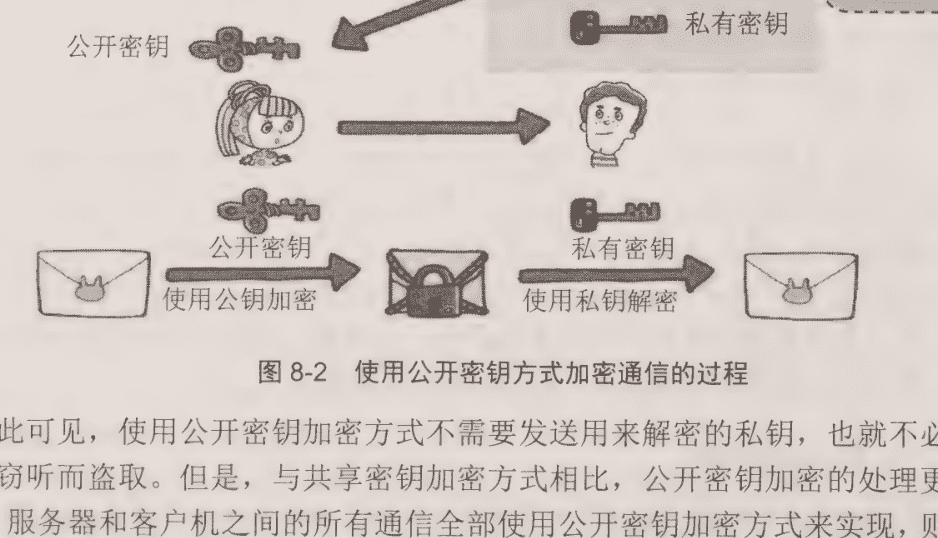 公开密钥
私有密钥
公开密钥
私有密钥
使用公钥加密
使用私钥解密
图 8-2 使用公开密钥方式加密通信的过程
此可见，使用公开密钥加密方式不需要发送用来解密的私钥，也就不必
窃听而盗取。但是，与共享密钥加密方式相比，公开密钥加密的处理更
服务器和客户机之间的所有通信全部使用公开密钥加密方式来实现，则